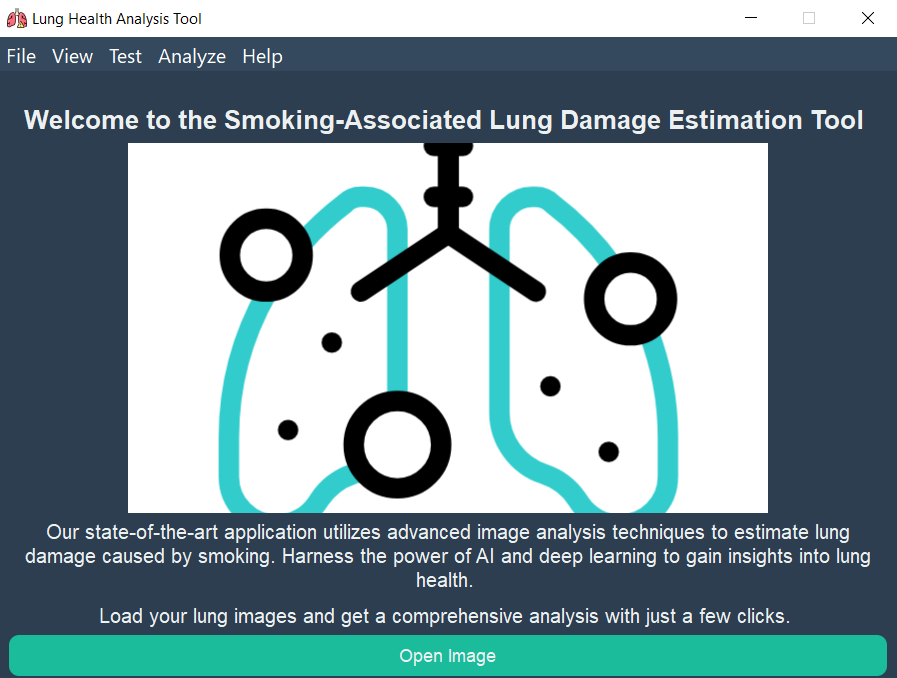 Lung Health Analysis Tool
File View Test Analyze Help
Welcome to the Smoking-Associated Lung Damage Estimation Tool
Our state-of-the-art application utilizes advanced image analysis techniques to estimate lung
damage caused by smoking. Harness the power of AI and deep learning to gain insights into lung
health.
Load your lung images and get a comprehensive analysis with just a few clicks.
Open Image